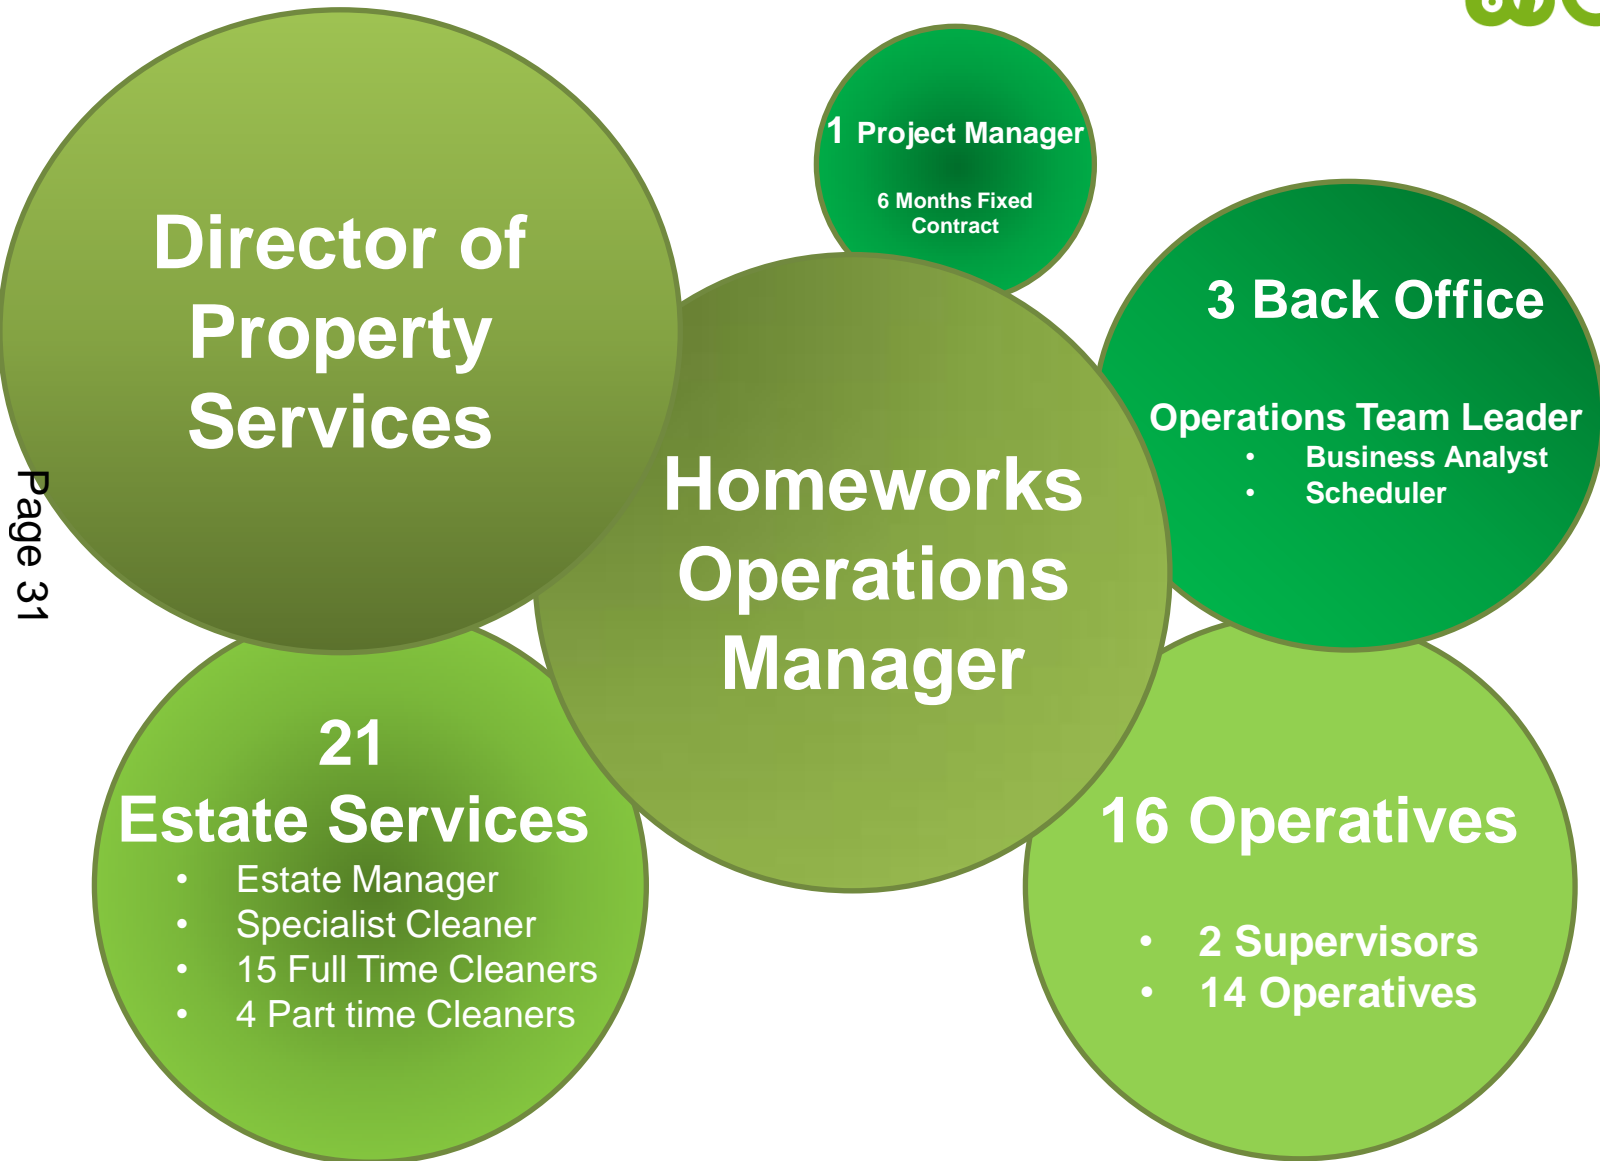 Director of
Property
Services
1 Project Manager
6 Months Fixed
Contract
3 Back Office
Operations Team Leader
• Business Analyst
• Scheduler
Homeworks
Operations
Manager
21
Estate Services
• Estate Manager
• Specialist Cleaner
• 15 Full Time Cleaners
• 4 Part time Cleaners
16 Operatives
• 2 Supervisors
• 14 Operatives
Page 31